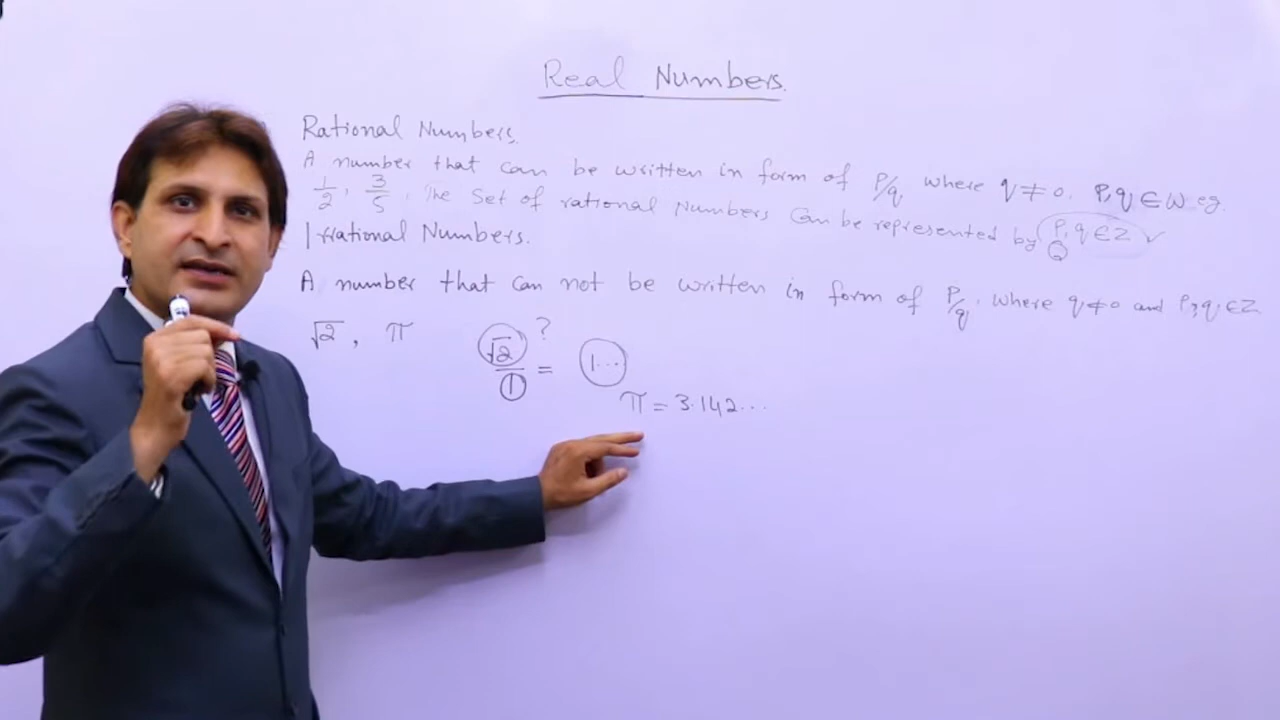 Real Numbers.
Rational Numbers.
A number that can be written in form of P/q where q ≠ 0. P,q ∈ W eg.
1/2, 3/5, The Set of rational Numbers Can be represented by Q P,q ∈ Z ✓
Irrational Numbers.
A number that can not be written in form of P/q. where q ≠ 0 and P,q ∈ Z
√2, π
√2/1 ? = 1...
π = 3.142...